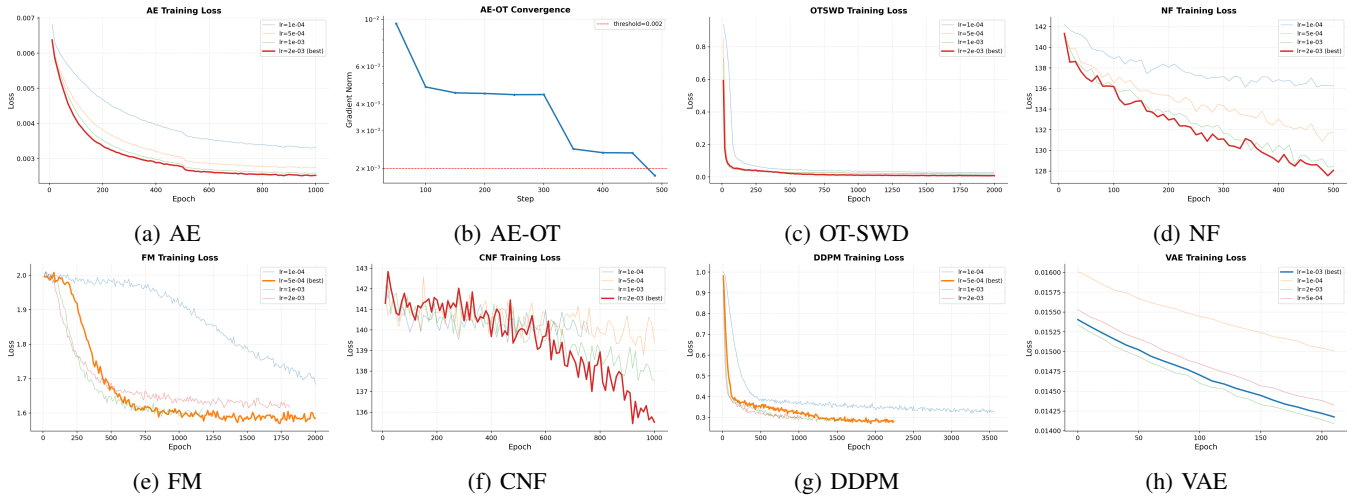 AE Training Loss
0.007
0.006
0.005
0.004
0.003
Loss
0
200
400
600
800
1000
Epoch
lr=1e-04
lr=5e-04
lr=1e-03
lr=2e-03 (best)
(a) AE
AE-OT Convergence
10⁻²
6 × 10⁻³
4 × 10⁻³
3 × 10⁻³
2 × 10⁻³
Gradient Norm
100
200
300
400
500
Step
threshold=0.002
(b) AE-OT
OTSWD Training Loss
0.8
0.6
0.4
0.2
0.0
Loss
0
250
500
750
1000
1250
1500
1750
2000
Epoch
lr=1e-04
lr=5e-04
lr=1e-03
lr=2e-03 (best)
(c) OT-SWD
NF Training Loss
142
140
138
136
134
132
130
128
Loss
0
100
200
300
400
500
Epoch
lr=1e-04
lr=5e-04
lr=1e-03
lr=2e-03 (best)
(d) NF
FM Training Loss
2.0
1.9
1.8
1.7
1.6
Loss
0
250
500
750
1000
1250
1500
1750
2000
Epoch
lr=1e-04
lr=5e-04 (best)
lr=1e-03
lr=2e-03
(e) FM
CNF Training Loss
143
142
141
140
139
138
137
136
Loss
0
200
400
600
800
1000
Epoch
lr=1e-04
lr=5e-04
lr=1e-03
lr=2e-03 (best)
(f) CNF
DDPM Training Loss
1.0
0.9
0.8
0.7
0.6
0.5
0.4
0.3
Loss
0
500
1000
1500
2000
2500
3000
3500
Epoch
lr=1e-04
lr=5e-04 (best)
lr=1e-03
lr=2e-03
(g) DDPM
VAE Training Loss
0.01600
0.01575
0.01550
0.01525
0.01500
0.01475
0.01450
0.01425
0.01400
Loss
0
50
100
150
200
Epoch
lr=1e-03 (best)
lr=1e-04
lr=2e-03
lr=5e-04
(h) VAE